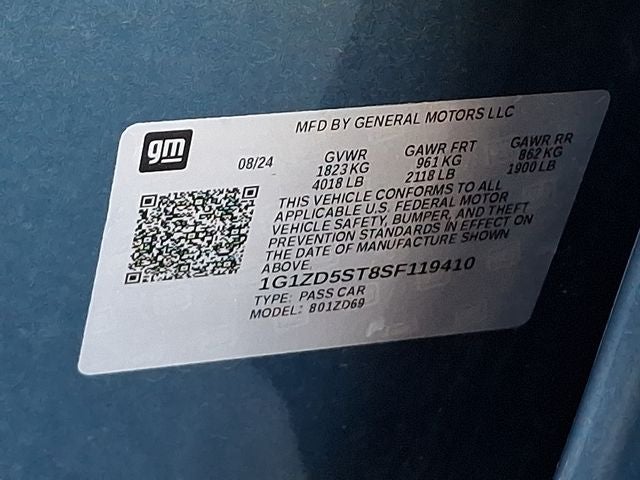 MFD BY GENERAL MOTORS LLC
gm
08/24
GVWR GAWR FRT GAWR RR
1823 KG 961 KG 862 KG
4018 LB 2118 LB 1900 LB
THIS VEHICLE CONFORMS TO ALL
APPLICABLE U.S. FEDERAL MOTOR
VEHICLE SAFETY, BUMPER, AND THEFT
PREVENTION STANDARDS IN EFFECT ON
THE DATE OF MANUFACTURE SHOWN
ABOVE.
1G1ZD5ST8SF119410
TYPE: PASS CAR
MODEL: 801ZD69